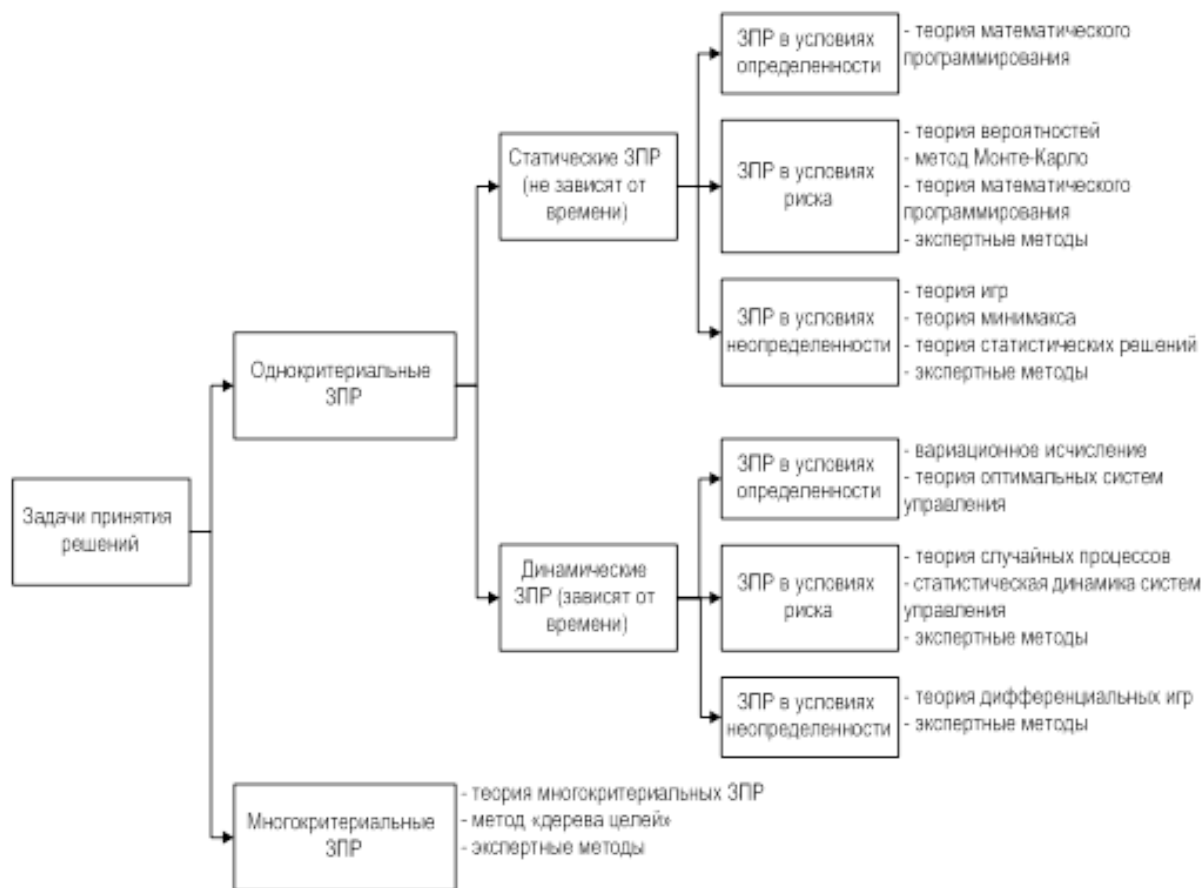 ЗПР в условиях
определенности
- теория математического
программирования
Статические ЗПР
(не зависят от
времени)
ЗПР в условиях
риска
- теория вероятностей
- метод Монте-Карло
- теория математического
программирования
- экспертные методы
ЗПР в условиях
неопределенности
- теория игр
- теория минимакса
- теория статистических решений
- экспертные методы
Однокритериальные
ЗПР
Задачи принятия
решений
ЗПР в условиях
определенности
- вариационное исчисление
- теория оптимальных систем
управления
Динамические
ЗПР (зависят от
времени)
ЗПР в условиях
риска
- теория случайных процессов
- статистическая динамика систем
управления
- экспертные методы
ЗПР в условиях
неопределенности
- теория дифференциальных игр
- экспертные методы
Многокритериальные
ЗПР
- теория многокритериальных ЗПР
- метод «дерева целей»
- экспертные методы